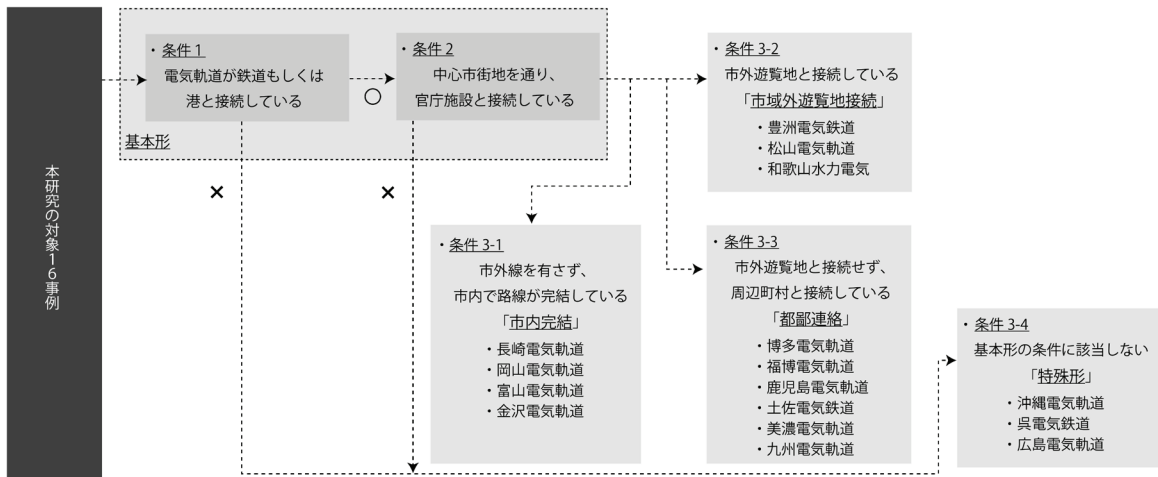 本研究の対象16事例
・条件1
電気軌道が鉄道もしくは
港と接続している
○
・条件2
中心市街地を通り、
官庁施設と接続している
基本形
×
×
・条件3-1
市外線を有さず、
市内で路線が完結している
「市内完結」
・長崎電気軌道
・岡山電気軌道
・富山電気軌道
・金沢電気軌道
・条件3-2
市外遊覧地と接続している
「市域外遊覧地接続」
・豊洲電気鉄道
・松山電気軌道
・和歌山水力電気
・条件3-3
市外遊覧地と接続せず、
周辺町村と接続している
「都鄙連絡」
・博多電気軌道
・福博電気軌道
・鹿児島電気軌道
・土佐電気鉄道
・美濃電気軌道
・九州電気軌道
・条件3-4
基本形の条件に該当しない
「特殊形」
・沖縄電気軌道
・呉電気鉄道
・広島電気軌道